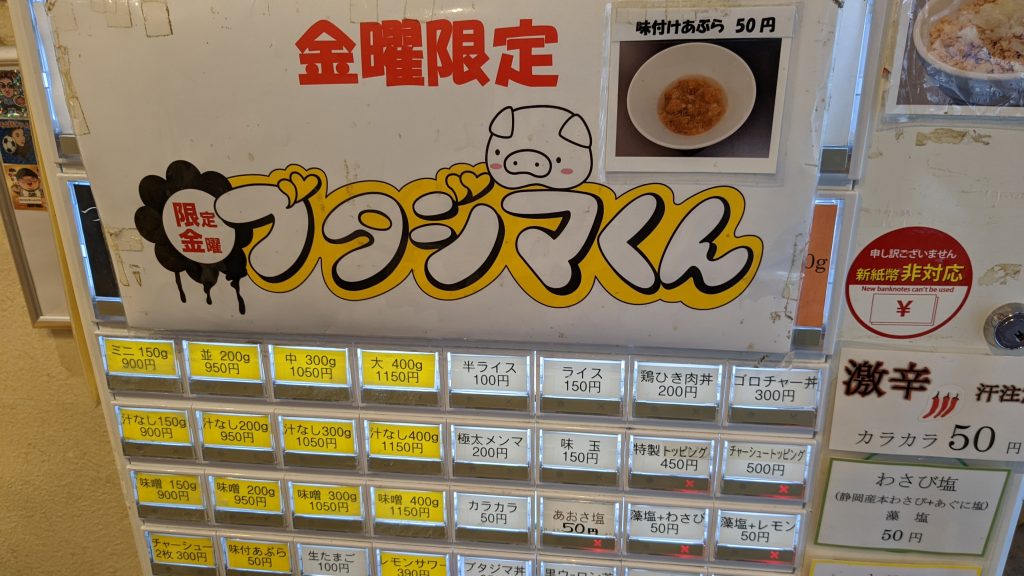 金曜限定
味付けあぶら 50円
限定
金曜
ブタジマくん
0g
申し訳ございません
新紙幣 非対応
New banknotes can't be used
¥
激辛
汗注
カラカラ 50円
わさび塩
(静岡産本わさび+あぐに塩)
藻塩
50円
ミニ 150g
900円
並 200g
950円
中 300g
1050円
大 400g
1150円
半ライス
100円
ライス
150円
鶏ひき肉丼
200円
ゴロチャー丼
300円
汁なし150g
900円
汁なし200g
950円
汁なし300g
1050円
汁なし400g
1150円
極太メンマ
200円
味玉
150円
特製トッピング
450円
チャーシュートッピング
500円
味噌 150g
900円
味噌 200g
950円
味噌 300g
1050円
味噌 400g
1150円
カラカラ
50円
あおさ塩
50円
藻塩+わさび
50円
藻塩+レモン
50円
チャーシュー
2枚 300円
味付あぶら
50円
生たまご
100円
レモンサワー
390円
ブタジマ丼
黒ウーロン茶